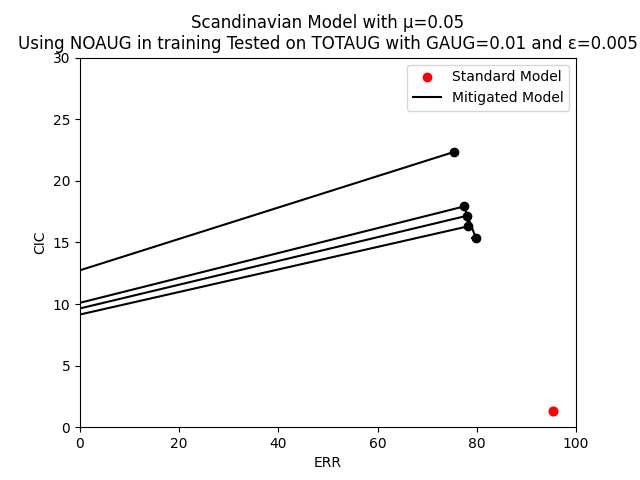 Scandinavian Model with μ=0.05
Using NOAUG in training Tested on TOTAUG with GAUG=0.01 and ε=0.005
30
25
20
15
10
5
0
CIC
Standard Model
Mitigated Model
0 20 40 60 80 100
ERR